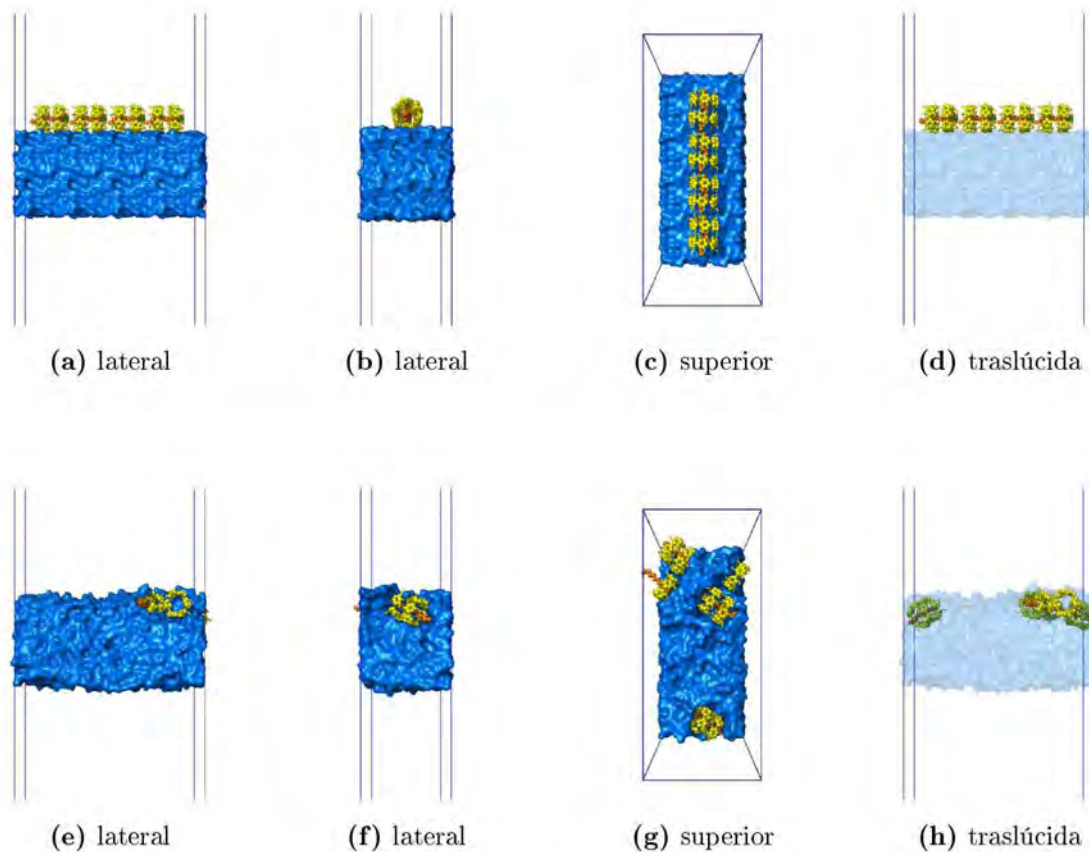 (a) lateral
(b) lateral
(c) superior
(d) traslúcida
(e) lateral
(f) lateral
(g) superior
(h) traslúcida